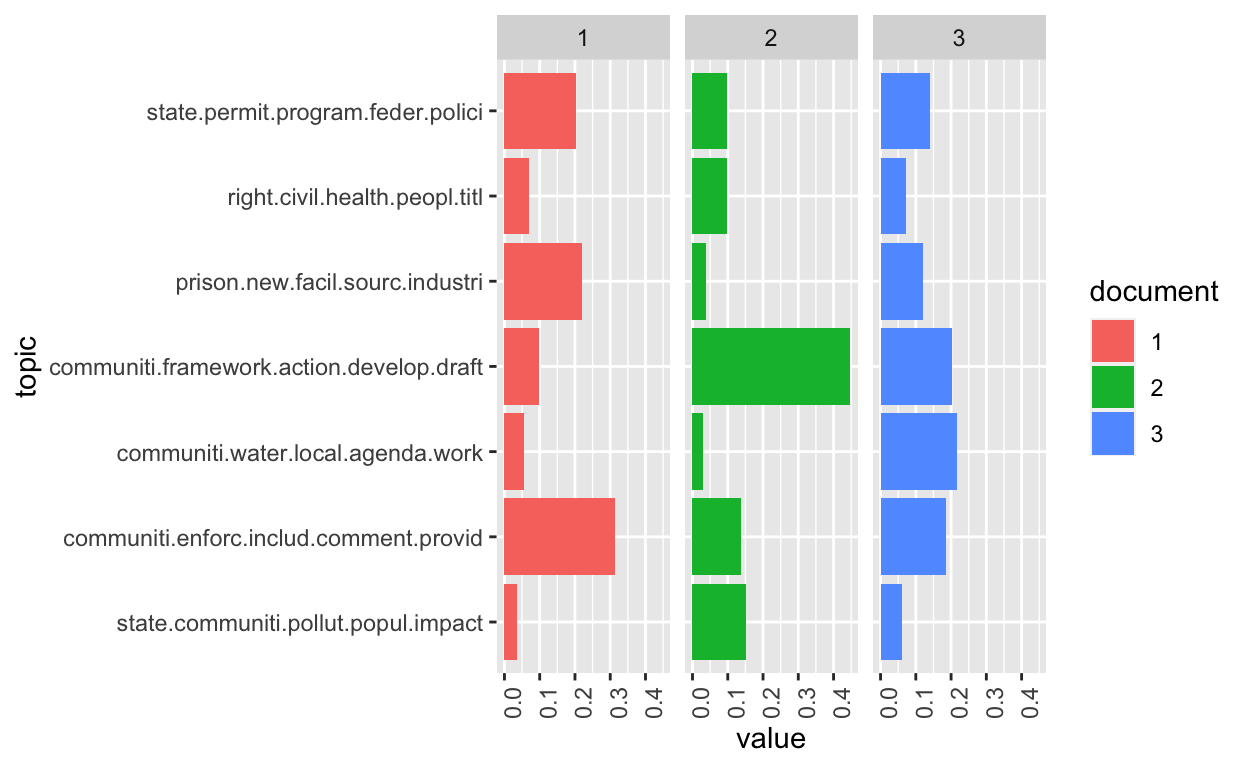 1 2 3
state.permit.program.feder.polici
right.civil.health.peopl.titl
prison.new.facil.sourc.industri
communiti.framework.action.develop.draft
communiti.water.local.agenda.work
communiti.enforc.includ.comment.provid
state.communiti.pollut.popul.impact
topic
0.0 0.1 0.2 0.3 0.4 0.0 0.1 0.2 0.3 0.4 0.0 0.1 0.2 0.3 0.4
value
document
1
2
3